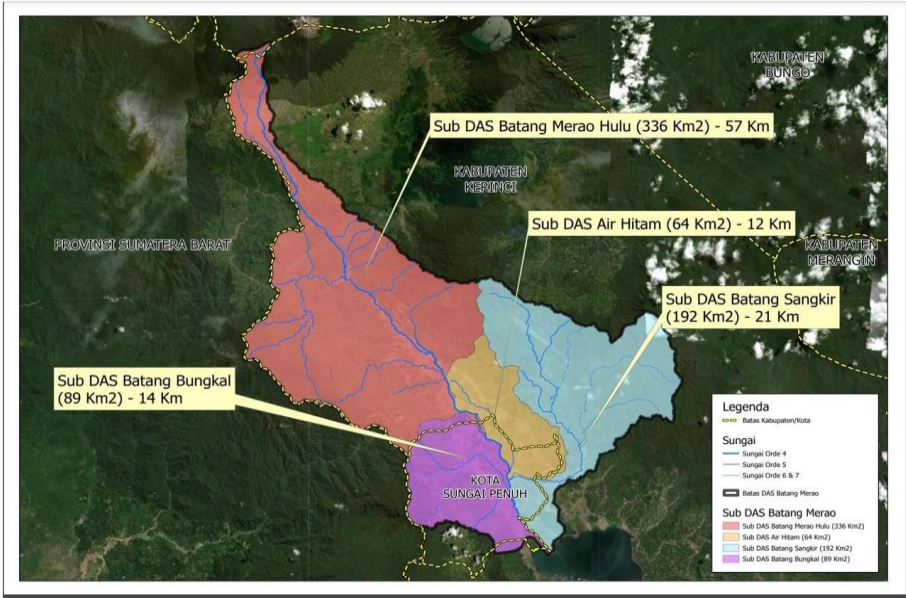 KABUPATEN
BUNGO
Sub DAS Batang Merao Hulu (336 Km2) - 57 Km
KABUPATEN
KERINCI
Sub DAS Air Hitam (64 Km2) - 12 Km
PROVINSI SUMATERA BARAT
KABUPATEN
MERANGIN
Sub DAS Batang Sangkir
(192 Km2) - 21 Km
Sub DAS Batang Bungkal
(89 Km2) - 14 Km
KOTA
SUNGAI PENUH
Legenda
Batas Kabupaten/Kota
Sungai
Sungai Orde 4
Sungai Orde 5
Sungai Orde 6 & 7
Batas DAS Batang Merao
Sub DAS Batang Merao
Sub DAS Batang Merao Hulu (336 Km2)
Sub DAS Air Hitam (64 Km2)
Sub DAS Batang Sangkir (192 Km2)
Sub DAS Batang Bungkal (89 Km2)